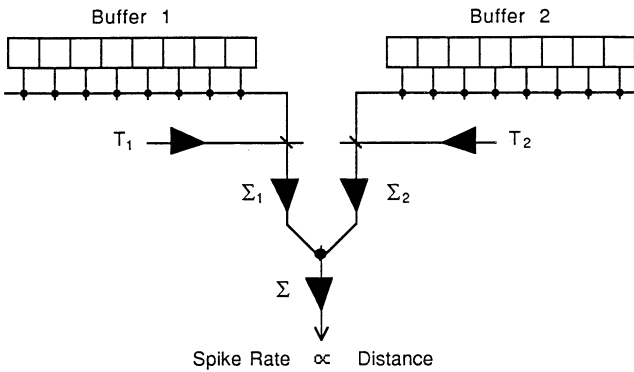 Buffer 1 Buffer 2
T₁ T₂
Σ₁ Σ₂
Σ
Spike Rate ∝ Distance